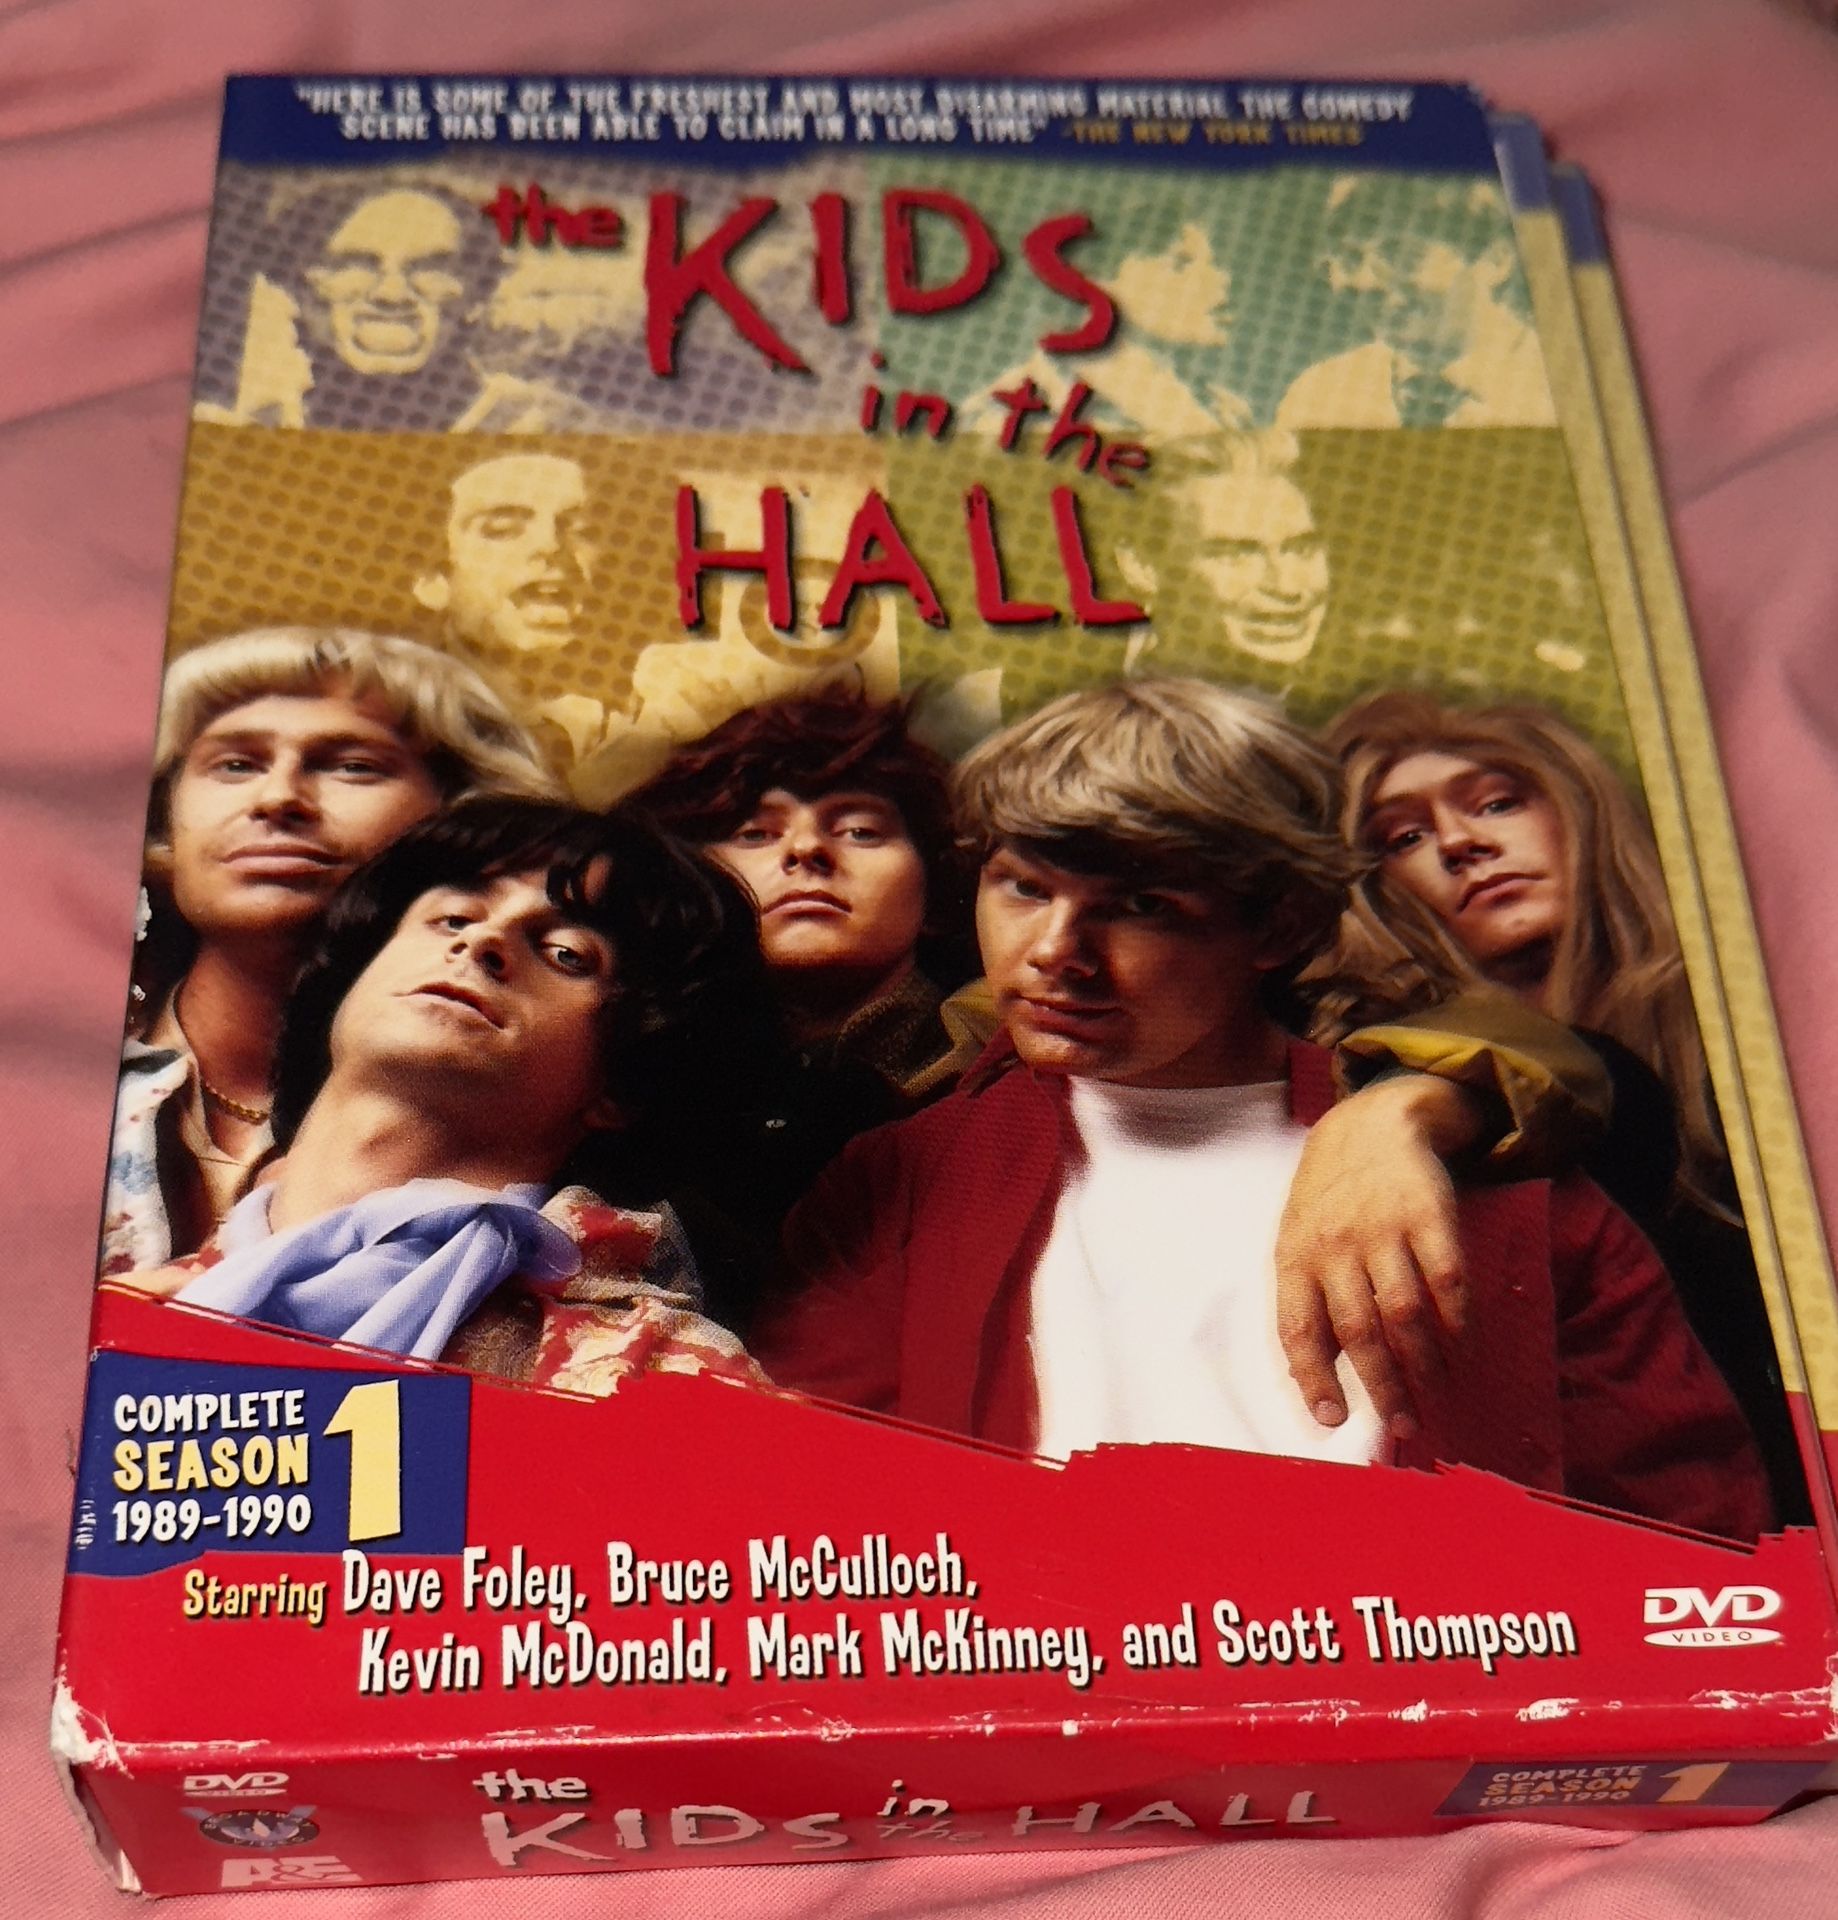 "HERE IS SOME OF THE FRESHEST AND MOST DISARMING MATERIAL THE COMEDY
SCENE HAS BEEN ABLE TO CLAIM IN A LONG TIME" -THE NEW YORK TIMES
the KIDS
in the
HALL
COMPLETE
SEASON 1
1989-1990
Starring Dave Foley, Bruce McCulloch,
Kevin McDonald, Mark McKinney, and Scott Thompson
DVD
VIDEO
DVD
VIDEO
A&E
the
KIDS in the HALL
COMPLETE
SEASON 1
1989-1990